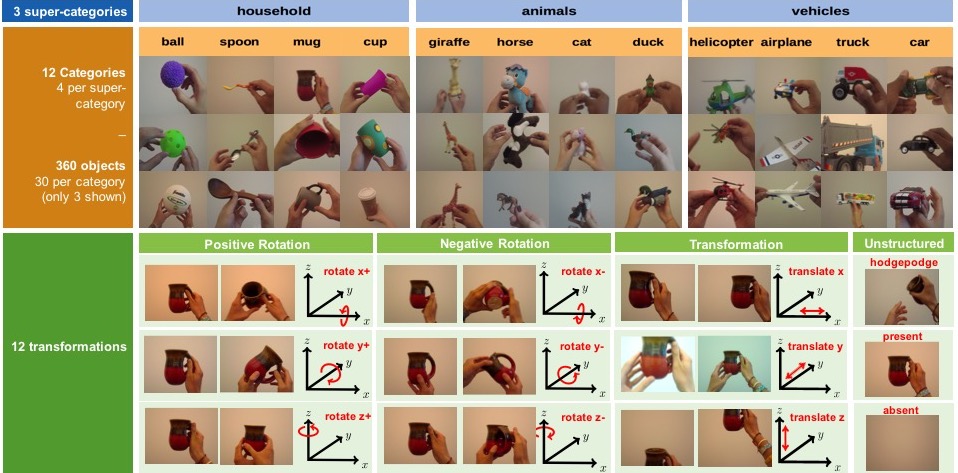 3 super-categories
household
animals
vehicles
12 Categories
4 per super-
category
–
360 objects
30 per category
(only 3 shown)
ball spoon mug cup
giraffe horse cat duck
helicopter airplane truck car
12 transformations
Positive Rotation
Negative Rotation
Transformation
Unstructured
z
rotate x+
y
x
z
rotate x-
y
x
z
translate x
y
x
hodgepodge
z
rotate y+
y
x
z
rotate y-
y
x
z
translate y
y
x
present
z
rotate z+
y
x
z
rotate z-
y
x
z
translate z
y
x
absent